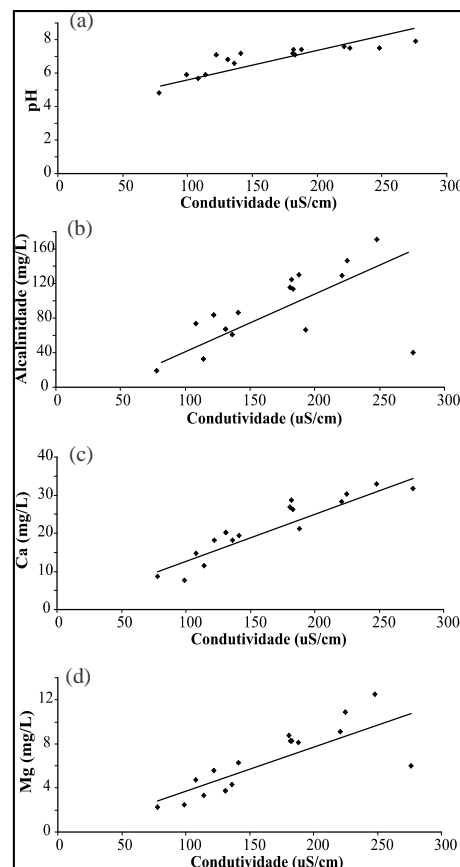 (a)
8
6
4
2
0
pH
0 50 100 150 200 250 300
Condutividade (uS/cm)
(b)
160
120
80
40
0
Alcalinidade (mg/L)
0 50 100 150 200 250 300
Condutividade (uS/cm)
(c)
40
30
20
10
0
Ca (mg/L)
0 50 100 150 200 250 300
Condutividade (uS/cm)
(d)
12
8
4
0
Mg (mg/L)
0 50 100 150 200 250 300
Condutividade (uS/cm)